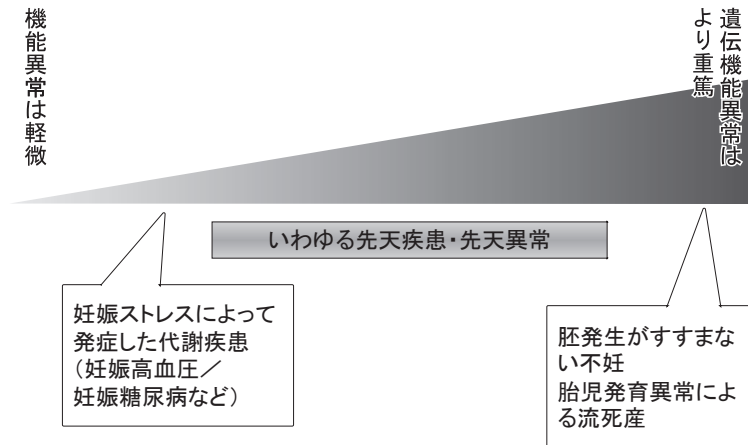 機能異常は軽微
遺伝機能異常は
より重篤
いわゆる先天疾患・先天異常
妊娠ストレスによって
発症した代謝疾患
（妊娠高血圧／
妊娠糖尿病など）
胚発生がすすまな
い不妊
胎児発育異常によ
る流死産